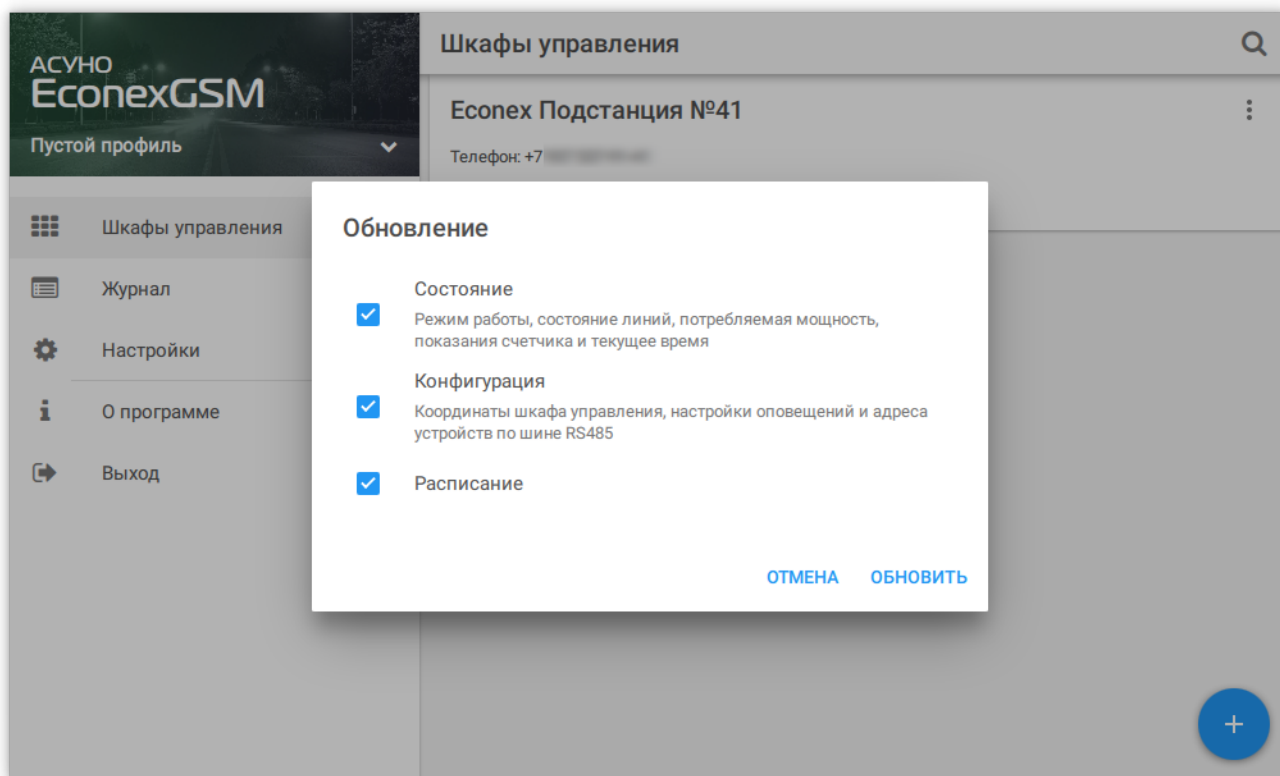 АСУНО
EconexGSM
Пустой профиль
Шкафы управления
Журнал
Настройки
О программе
Выход
Шкафы управления
Econex Подстанция №41
Телефон: +7
Обновление
Состояние
Режим работы, состояние линий, потребляемая мощность,
показания счетчика и текущее время
Конфигурация
Координаты шкафа управления, настройки оповещений и адреса
устройств по шине RS485
Расписание
ОТМЕНА ОБНОВИТЬ